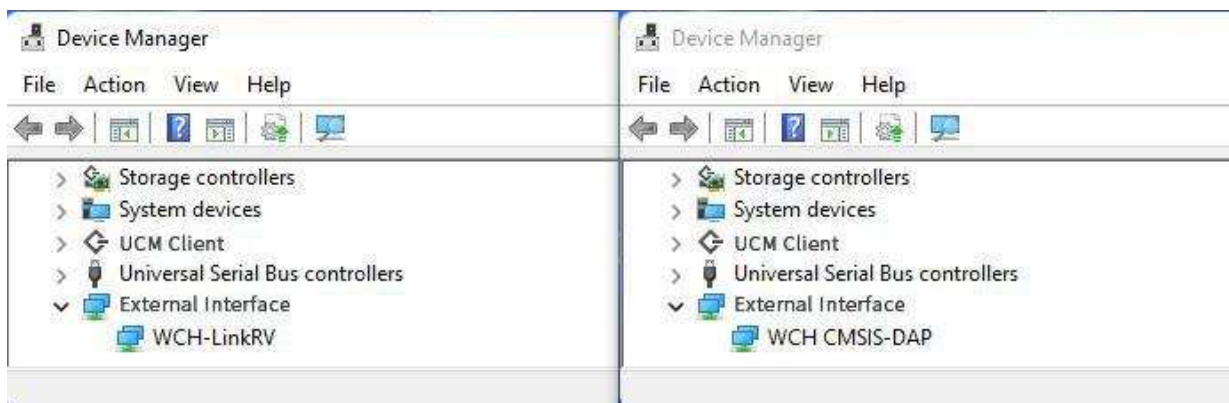 Device Manager
File Action View Help
Storage controllers
System devices
UCM Client
Universal Serial Bus controllers
External Interface
WCH-LinkRV
Device Manager
File Action View Help
Storage controllers
System devices
UCM Client
Universal Serial Bus controllers
External Interface
WCH CMSIS-DAP